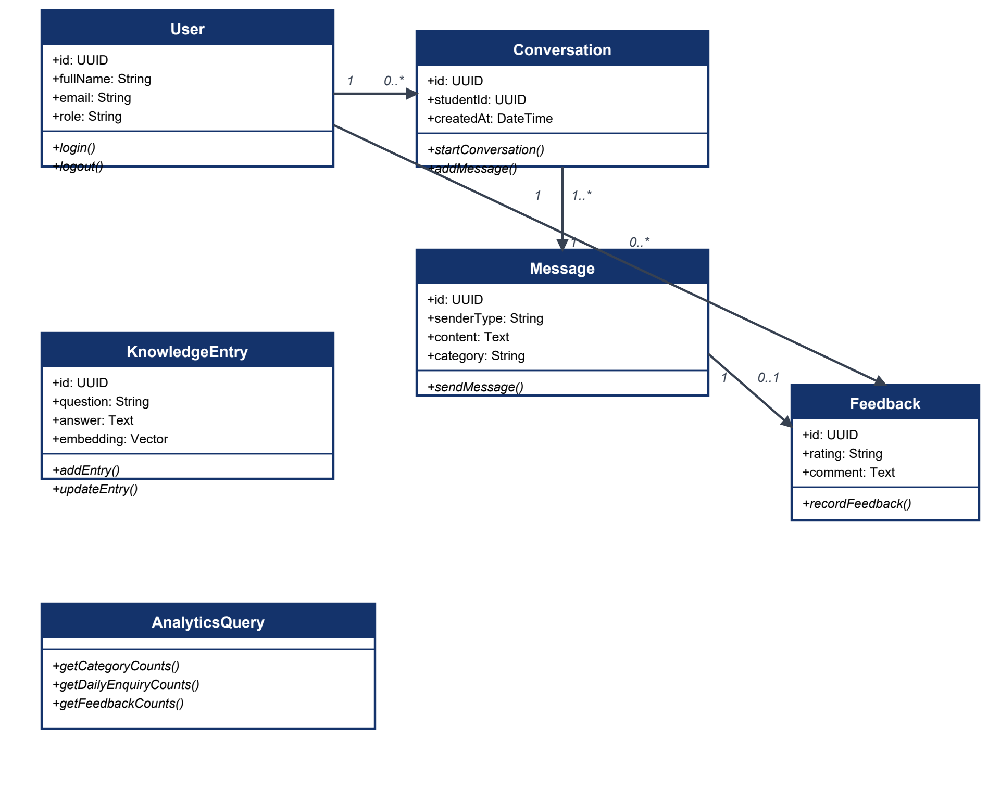 User
+id: UUID
+fullName: String
+email: String
+role: String
+login()
+logout()
1
0..*
Conversation
+id: UUID
+studentId: UUID
+createdAt: DateTime
+startConversation()
+addMessage()
1
1..*
1
0..*
Message
+id: UUID
+senderType: String
+content: Text
+category: String
+sendMessage()
1
0..1
KnowledgeEntry
+id: UUID
+question: String
+answer: Text
+embedding: Vector
+addEntry()
+updateEntry()
Feedback
+id: UUID
+rating: String
+comment: Text
+recordFeedback()
AnalyticsQuery
+getCategoryCounts()
+getDailyEnquiryCounts()
+getFeedbackCounts()